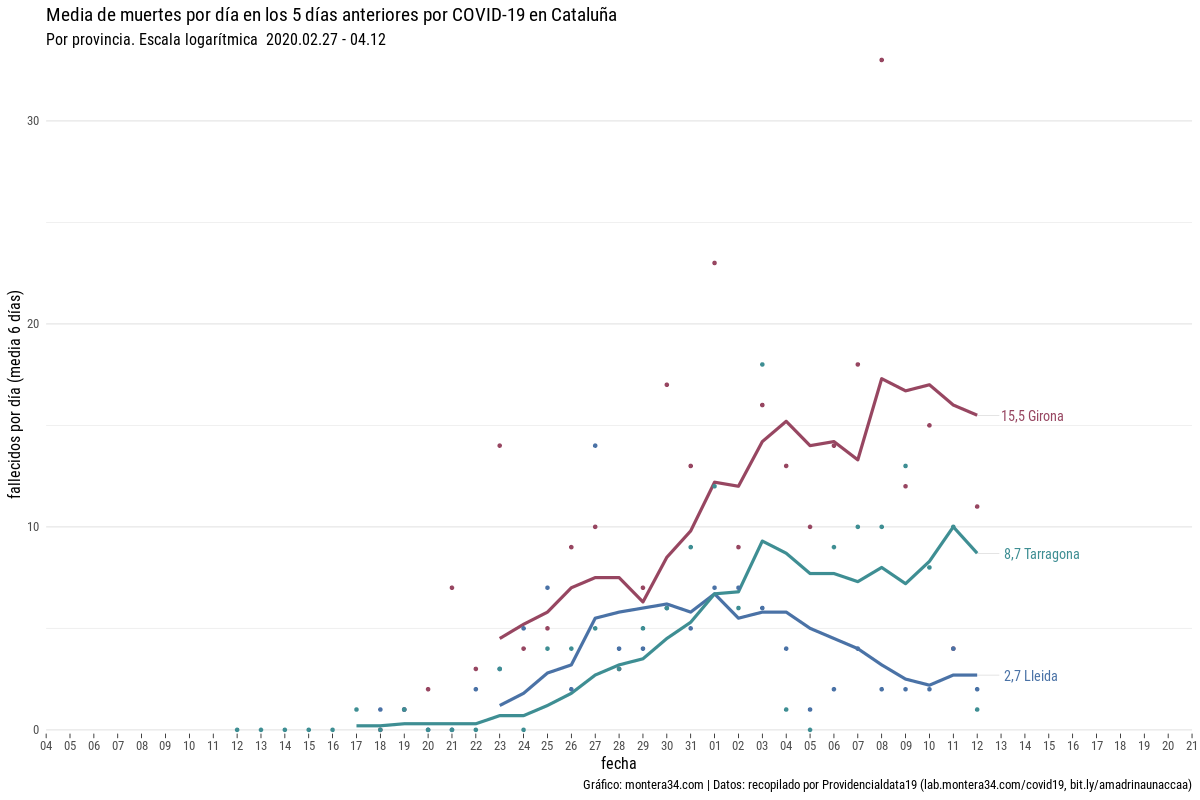 Media de muertes por día en los 5 días anteriores por COVID-19 en Cataluña
Por provincia. Escala logarítmica  2020.02.27 - 04.12
fallecidos por día (media 6 días)
30
20
10
0
15,5 Girona
8,7 Tarragona
2,7 Lleida
04 05 06 07 08 09 10 11 12 13 14 15 16 17 18 19 20 21 22 23 24 25 26 27 28 29 30 31 01 02 03 04 05 06 07 08 09 10 11 12 13 14 15 16 17 18 19 20 21
fecha
Gráfico: montera34.com | Datos: recopilado por Providencialdata19 (lab.montera34.com/covid19, bit.ly/amadrinaunaccaa)